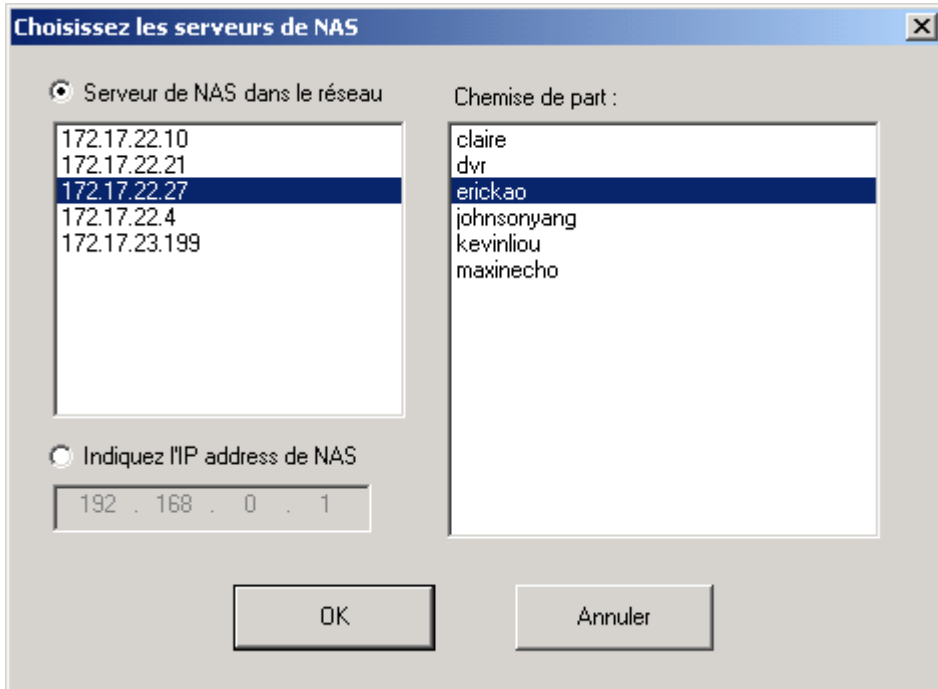 Choisissez les serveurs de NAS
Serveur de NAS dans le réseau
172.17.22.10
172.17.22.21
172.17.22.27
172.17.22.4
172.17.23.199
Indiquez l'IP address de NAS
192 . 168 . 0 . 1
Chemise de part :
claire
dvr
erickao
johnsonyang
kevinliou
maxinecho
OK
Annuler